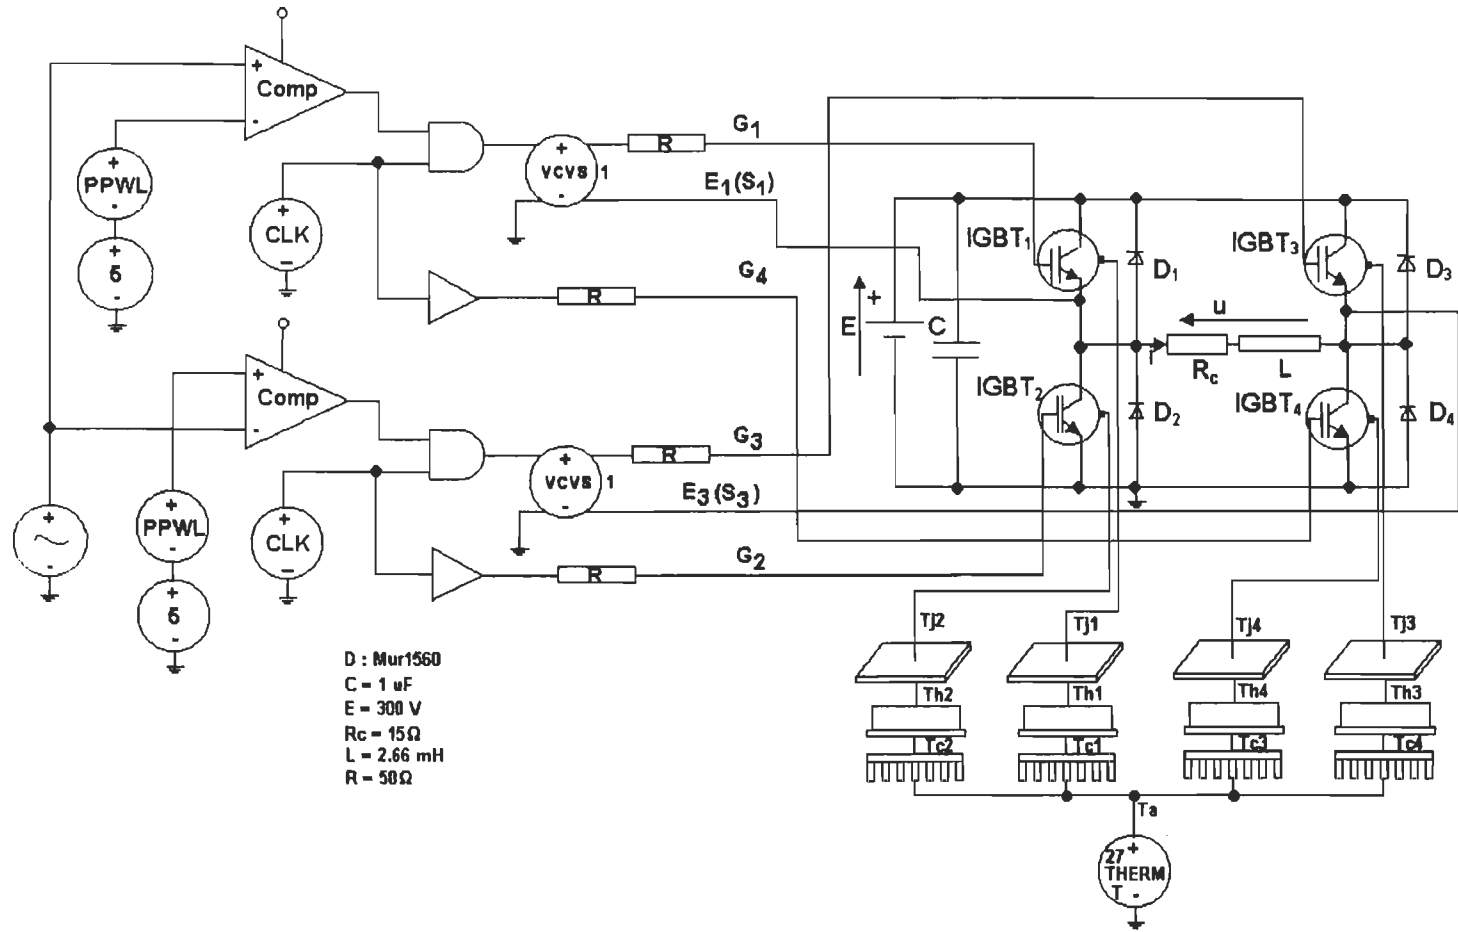 +
Comp
-
+
PPWL
-
+
δ
-
+
CLK
-
+
VCVS 1
-
R
G1
E1(S1)
G4
R
+
Comp
-
+
PPWL
-
+
δ
-
+
-
+
CLK
-
+
VCVS 1
-
R
G3
E3(S3)
G2
R
IGBT1
D1
IGBT3
D3
E
+
C
u
Rc
L
IGBT2
D2
IGBT4
D4
D : Mur1560
C = 1 uF
E = 300 V
Rc = 15Ω
L = 2.66 mH
R = 50Ω
Tj2 Tj1 Tj4 Tj3
Th2 Th1 Th4 Th3
Tc2 Tc1 Tc3 Tc4
Ta
27 +
THERM
T -